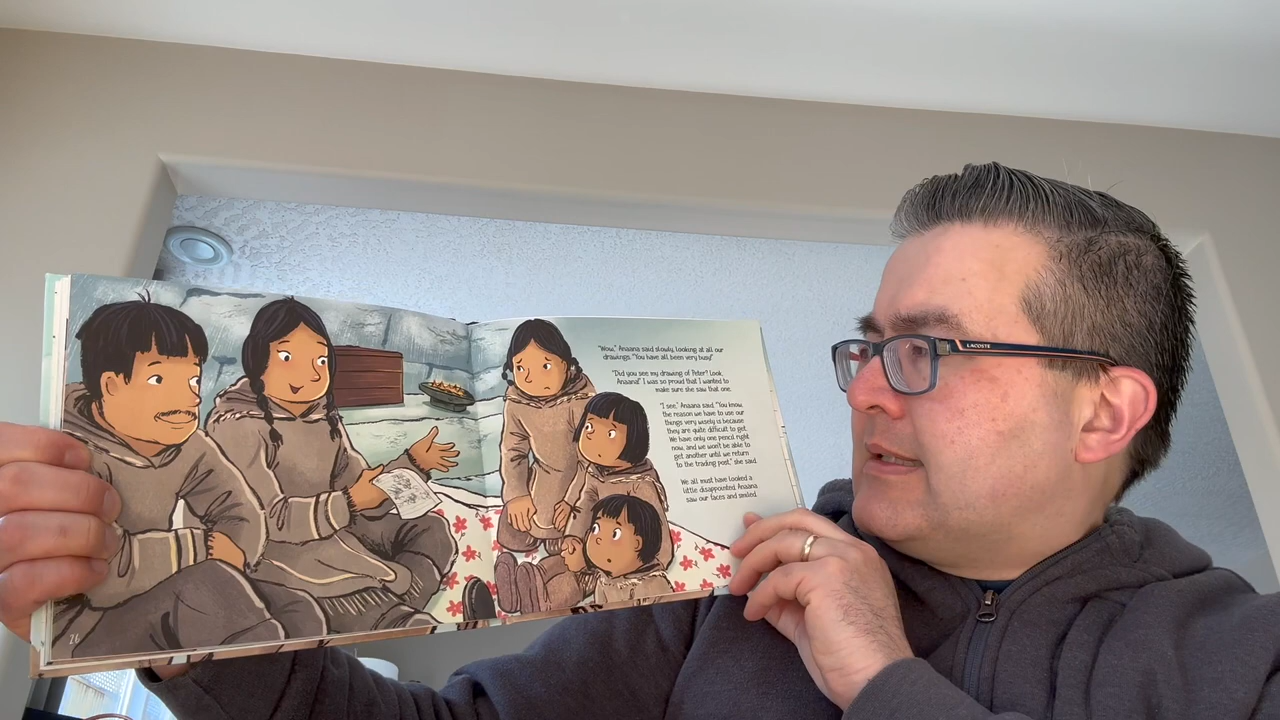 "Wow," Anaana said slowly, looking at all our
drawings. "You have all been very busy!"
"Did you see my drawing of Peter? Look,
Anaana!" I was so proud that I wanted to
make sure she saw that one.
"I see," Anaana said. "You know,
the reason we have to use our
things very wisely is because
they are quite difficult to get.
We have only one pencil right
now, and we won't be able to
get another until we return
to the trading post," she said.
We all must have looked a
little disappointed. Anaana
saw our faces and smiled.
26
LACOSTE